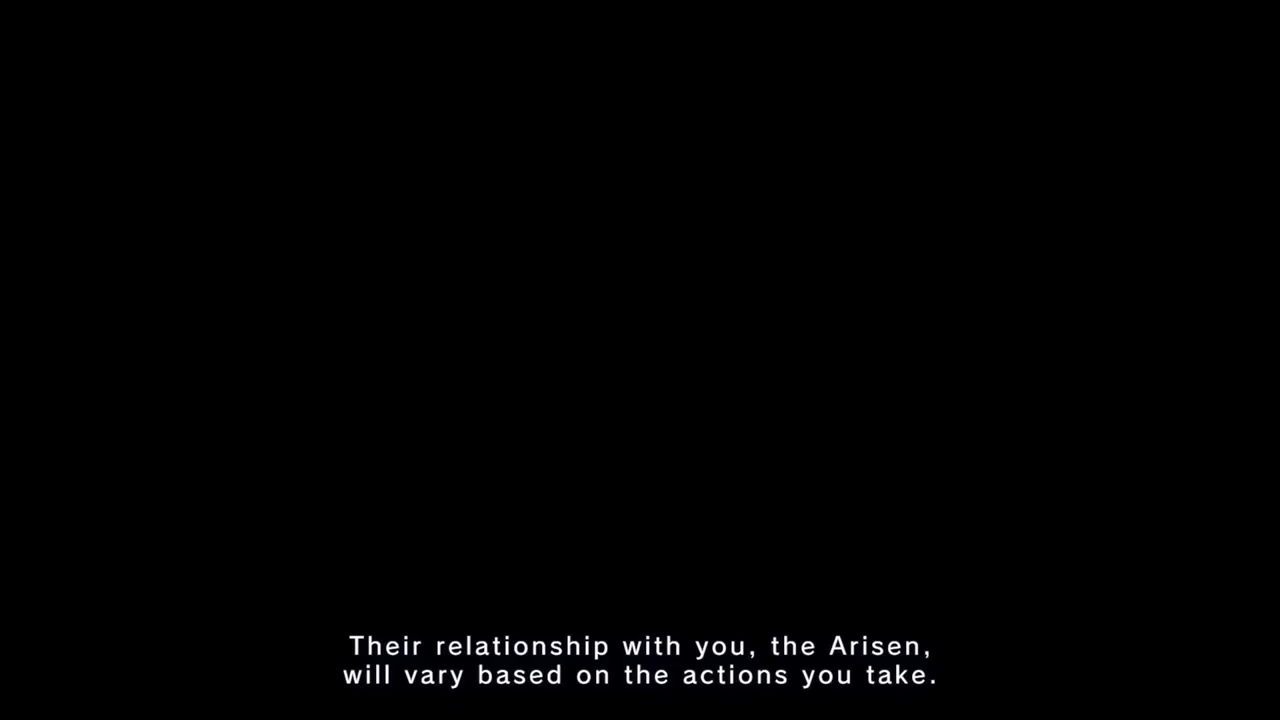 Their relationship with you, the Arisen,
will vary based on the actions you take.